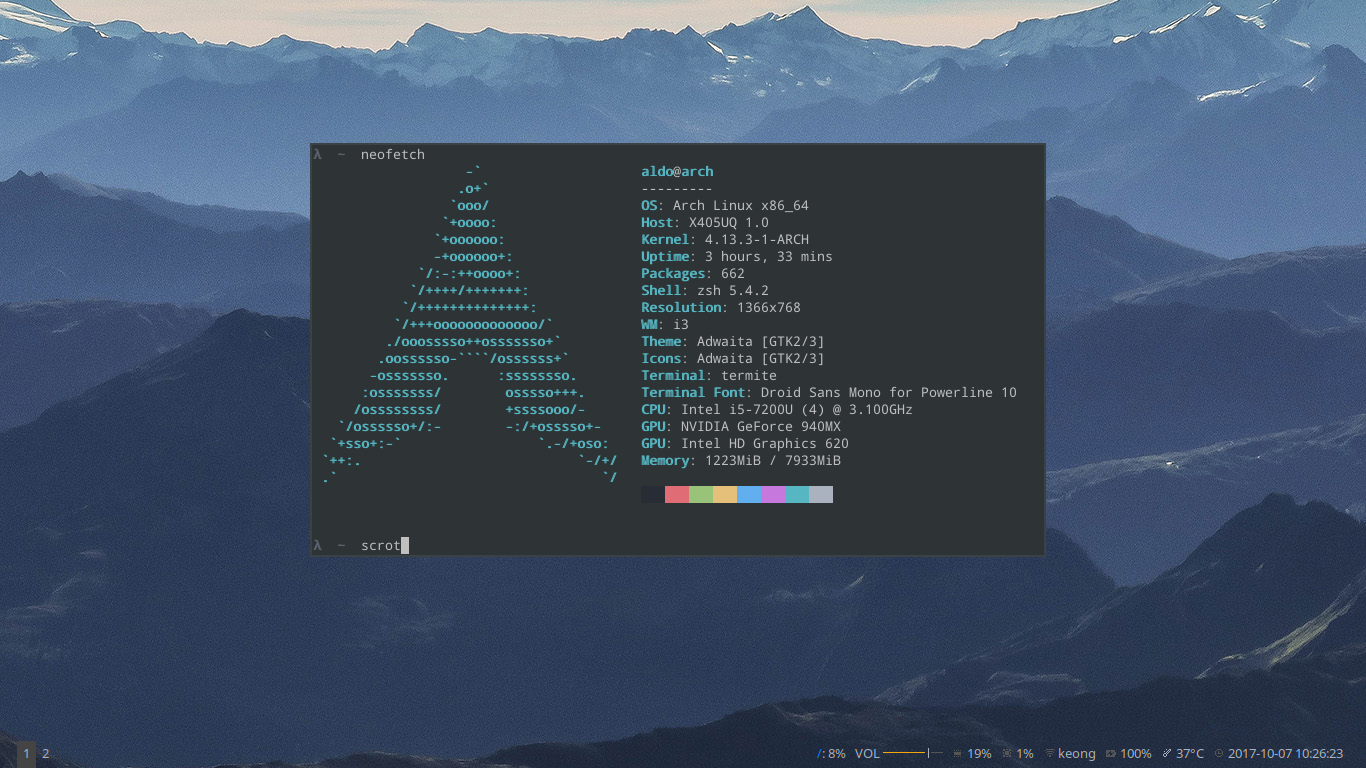 λ ~ neofetch
-`
.o+`
`ooo/
`+oooo:
`+oooooo:
-+oooooo+:
`/:-:++oooo+:
`/++++/+++++++:
`/++++++++++++++:
`/+++ooooooooooooo/`
./ooosssso++osssssso+`
.oossssso-````/ossssss+`
-osssssso. :ssssssso.
:osssssss/ osssso+++.
/ossssssss/ +ssssooo/-
`/ossssso+/:- -:/+osssso+-
`+sso+:-` `.-/+oso:
`++:. `-/+/
.` `/
aldo@arch
---------
OS: Arch Linux x86_64
Host: X405UQ 1.0
Kernel: 4.13.3-1-ARCH
Uptime: 3 hours, 33 mins
Packages: 662
Shell: zsh 5.4.2
Resolution: 1366x768
WM: i3
Theme: Adwaita [GTK2/3]
Icons: Adwaita [GTK2/3]
Terminal: termite
Terminal Font: Droid Sans Mono for Powerline 10
CPU: Intel i5-7200U (4) @ 3.100GHz
GPU: NVIDIA GeForce 940MX
GPU: Intel HD Graphics 620
Memory: 1223MiB / 7933MiB
λ ~ scrot
1 2 /: 8% VOL 19% 1% keong 100% 37°C 2017-10-07 10:26:23